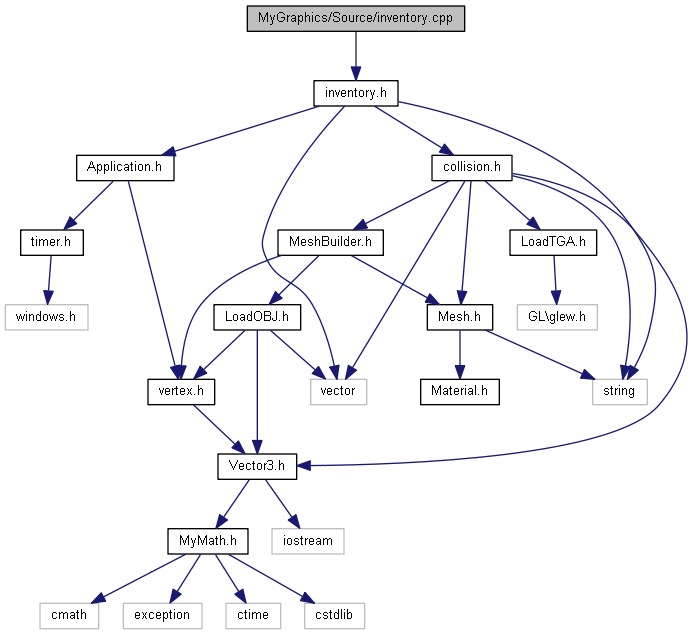 MyGraphics/Source/inventory.cpp
inventory.h
Application.h
collision.h
timer.h
MeshBuilder.h
LoadTGA.h
windows.h
LoadOBJ.h
Mesh.h
GL\glew.h
vertex.h
vector
Material.h
string
Vector3.h
MyMath.h
iostream
cmath
exception
ctime
cstdlib